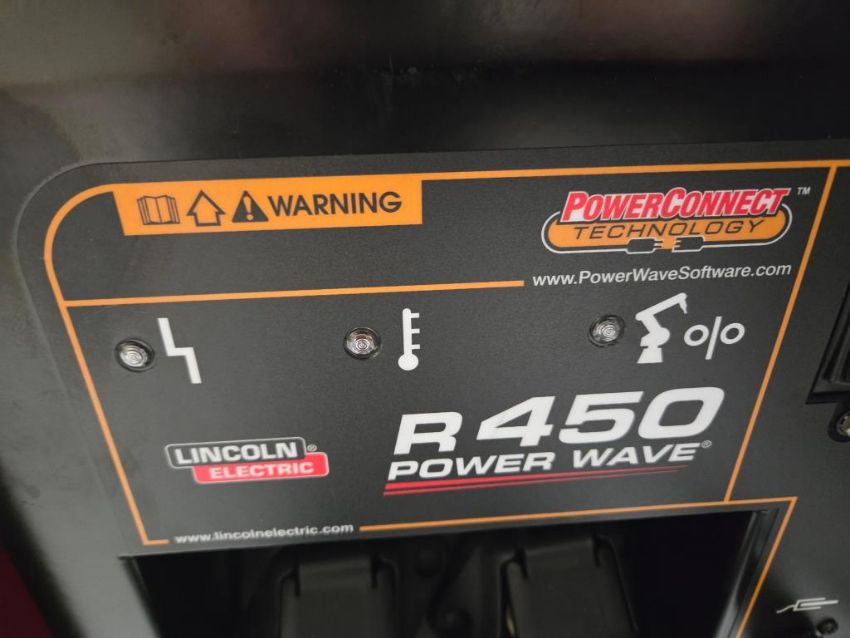 WARNING
POWERCONNECT ™
TECHNOLOGY
www.PowerWaveSoftware.com
R450
POWER WAVE®
LINCOLN ®
ELECTRIC
www.lincolnelectric.com